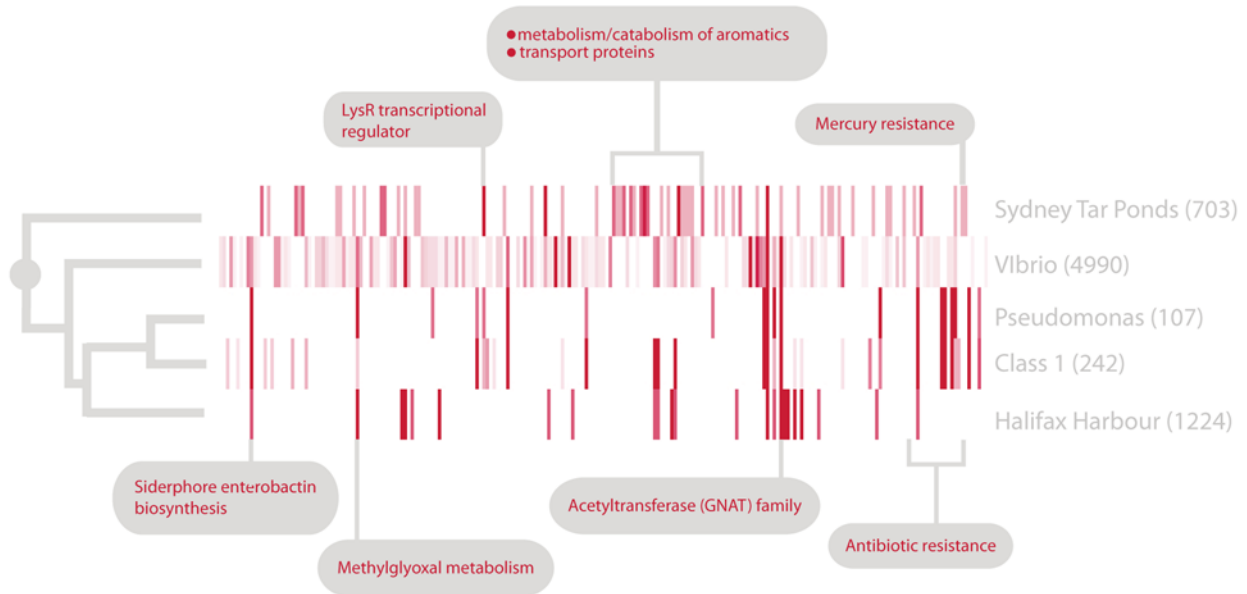 ● metabolism/catabolism of aromatics
● transport proteins
LysR transcriptional
regulator
Mercury resistance
Sydney Tar Ponds (703)
VIbrio (4990)
Pseudomonas (107)
Class 1 (242)
Halifax Harbour (1224)
Siderphore enterobactin
biosynthesis
Acetyltransferase (GNAT) family
Antibiotic resistance
Methylglyoxal metabolism